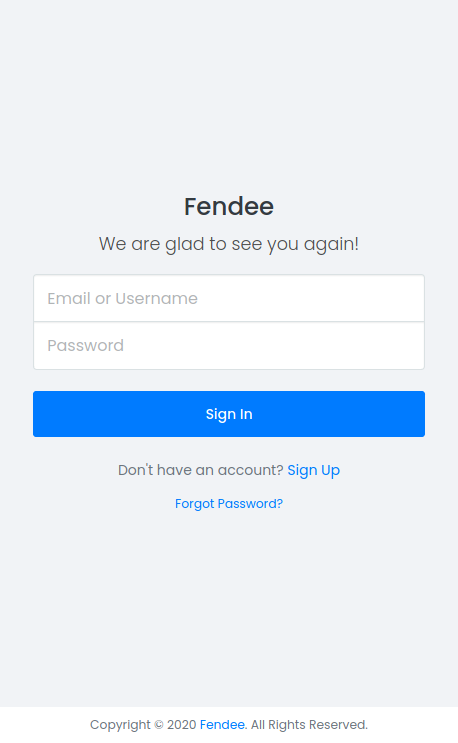 Fendee
We are glad to see you again!
Email or Username
Password
Sign In
Don't have an account? Sign Up
Forgot Password?
Copyright © 2020 Fendee. All Rights Reserved.